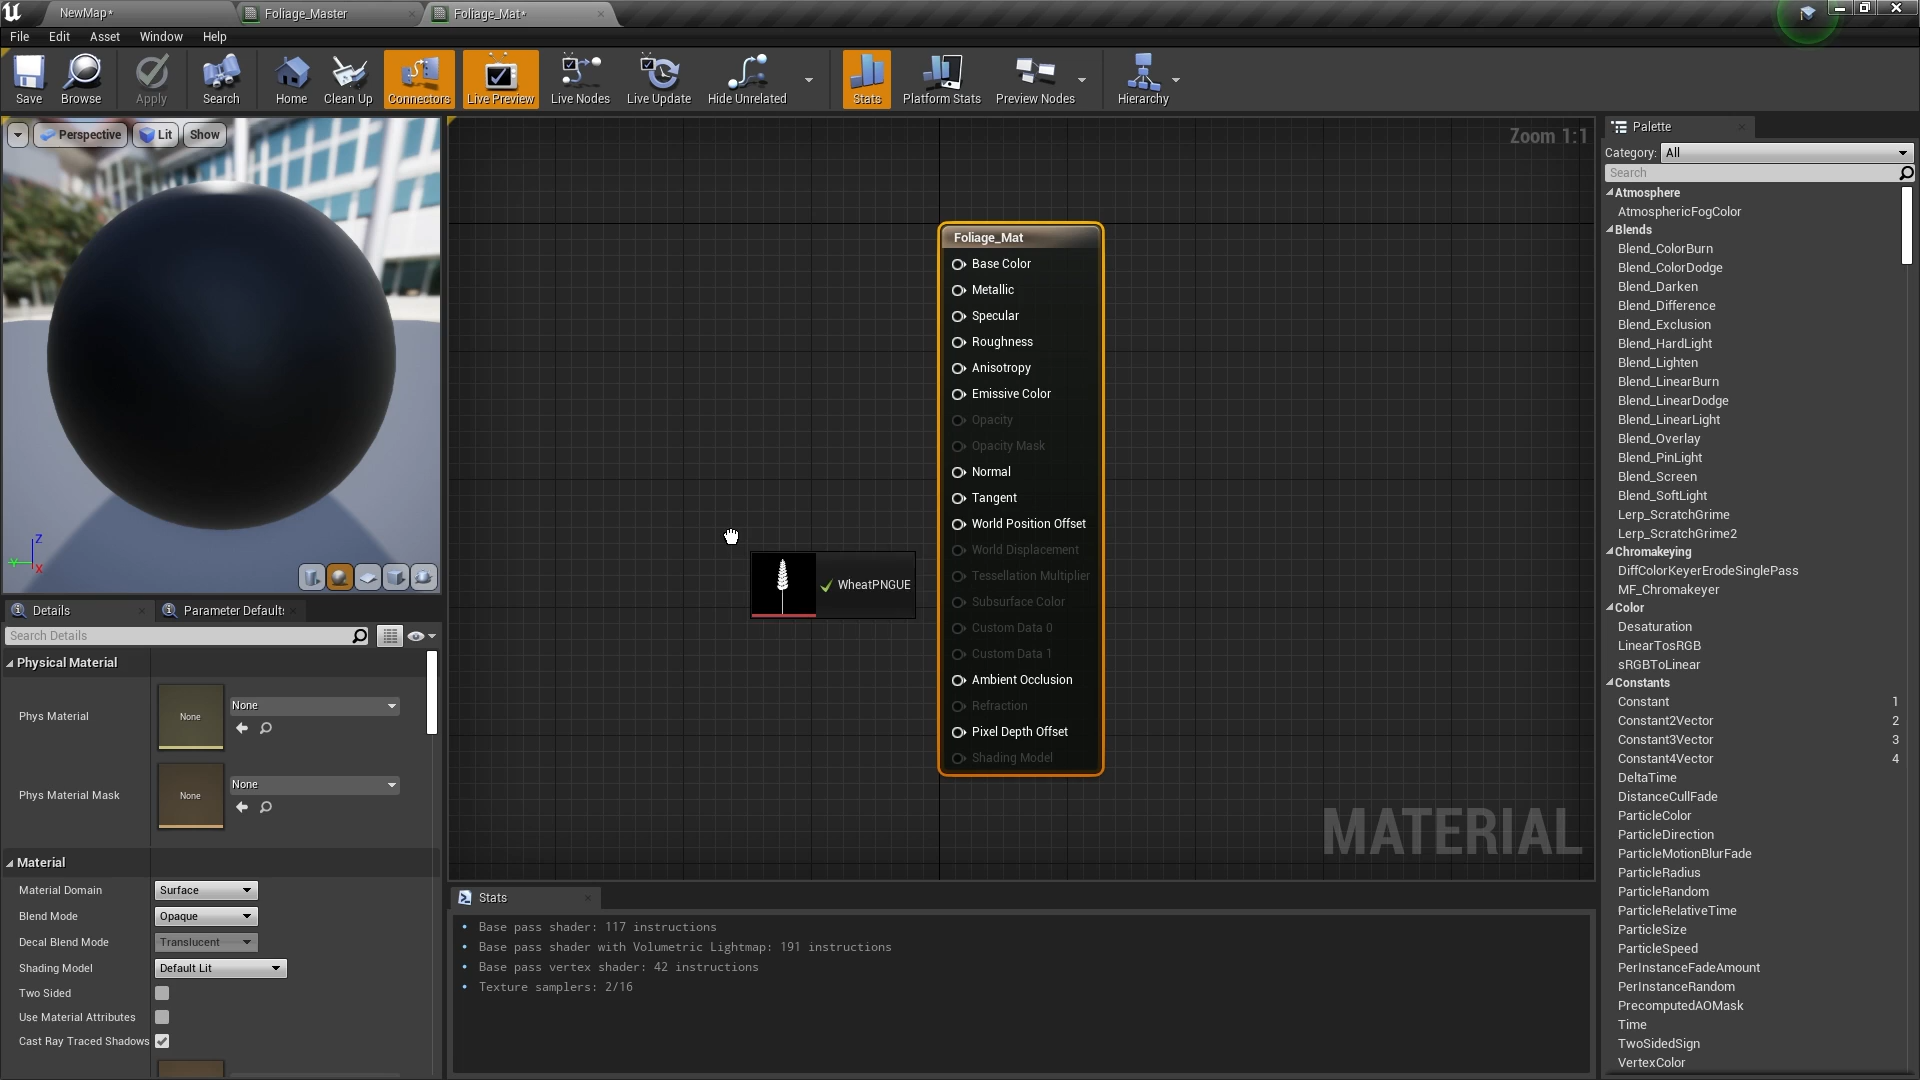 NewMap*
Foliage_Master
Foliage_Mat*
File
Edit
Asset
Window
Help
Save
Browse
Apply
Search
Home
Clean Up
Connectors
Live Preview
Live Nodes
Live Update
Hide Unrelated
Stats
Platform Stats
Preview Nodes
Hierarchy
Perspective
Lit
Show
Z
Y
X
Details
Parameter Defaults
Search Details
Physical Material
Phys Material
None
None
Phys Material Mask
None
None
Material
Material Domain
Surface
Blend Mode
Opaque
Decal Blend Mode
Translucent
Shading Model
Default Lit
Two Sided
Use Material Attributes
Cast Ray Traced Shadows
Zoom 1:1
Foliage_Mat
Base Color
Metallic
Specular
Roughness
Anisotropy
Emissive Color
Opacity
Opacity Mask
Normal
Tangent
World Position Offset
World Displacement
Tessellation Multiplier
Subsurface Color
Custom Data 0
Custom Data 1
Ambient Occlusion
Refraction
Pixel Depth Offset
Shading Model
WheatPNGUE
MATERIAL
Stats
Base pass shader: 117 instructions
Base pass shader with Volumetric Lightmap: 191 instructions
Base pass vertex shader: 42 instructions
Texture samplers: 2/16
Palette
Category: All
Search
Atmosphere
AtmosphericFogColor
Blends
Blend_ColorBurn
Blend_ColorDodge
Blend_Darken
Blend_Difference
Blend_Exclusion
Blend_HardLight
Blend_Lighten
Blend_LinearBurn
Blend_LinearDodge
Blend_LinearLight
Blend_Overlay
Blend_PinLight
Blend_Screen
Blend_SoftLight
Lerp_ScratchGrime
Lerp_ScratchGrime2
Chromakeying
DiffColorKeyerErodeSinglePass
MF_Chromakeyer
Color
Desaturation
LinearTosRGB
sRGBToLinear
Constants
Constant 1
Constant2Vector 2
Constant3Vector 3
Constant4Vector 4
DeltaTime
DistanceCullFade
ParticleColor
ParticleDirection
ParticleMotionBlurFade
ParticleRadius
ParticleRandom
ParticleRelativeTime
ParticleSize
ParticleSpeed
PerInstanceFadeAmount
PerInstanceRandom
PrecomputedAOMask
Time
TwoSidedSign
VertexColor